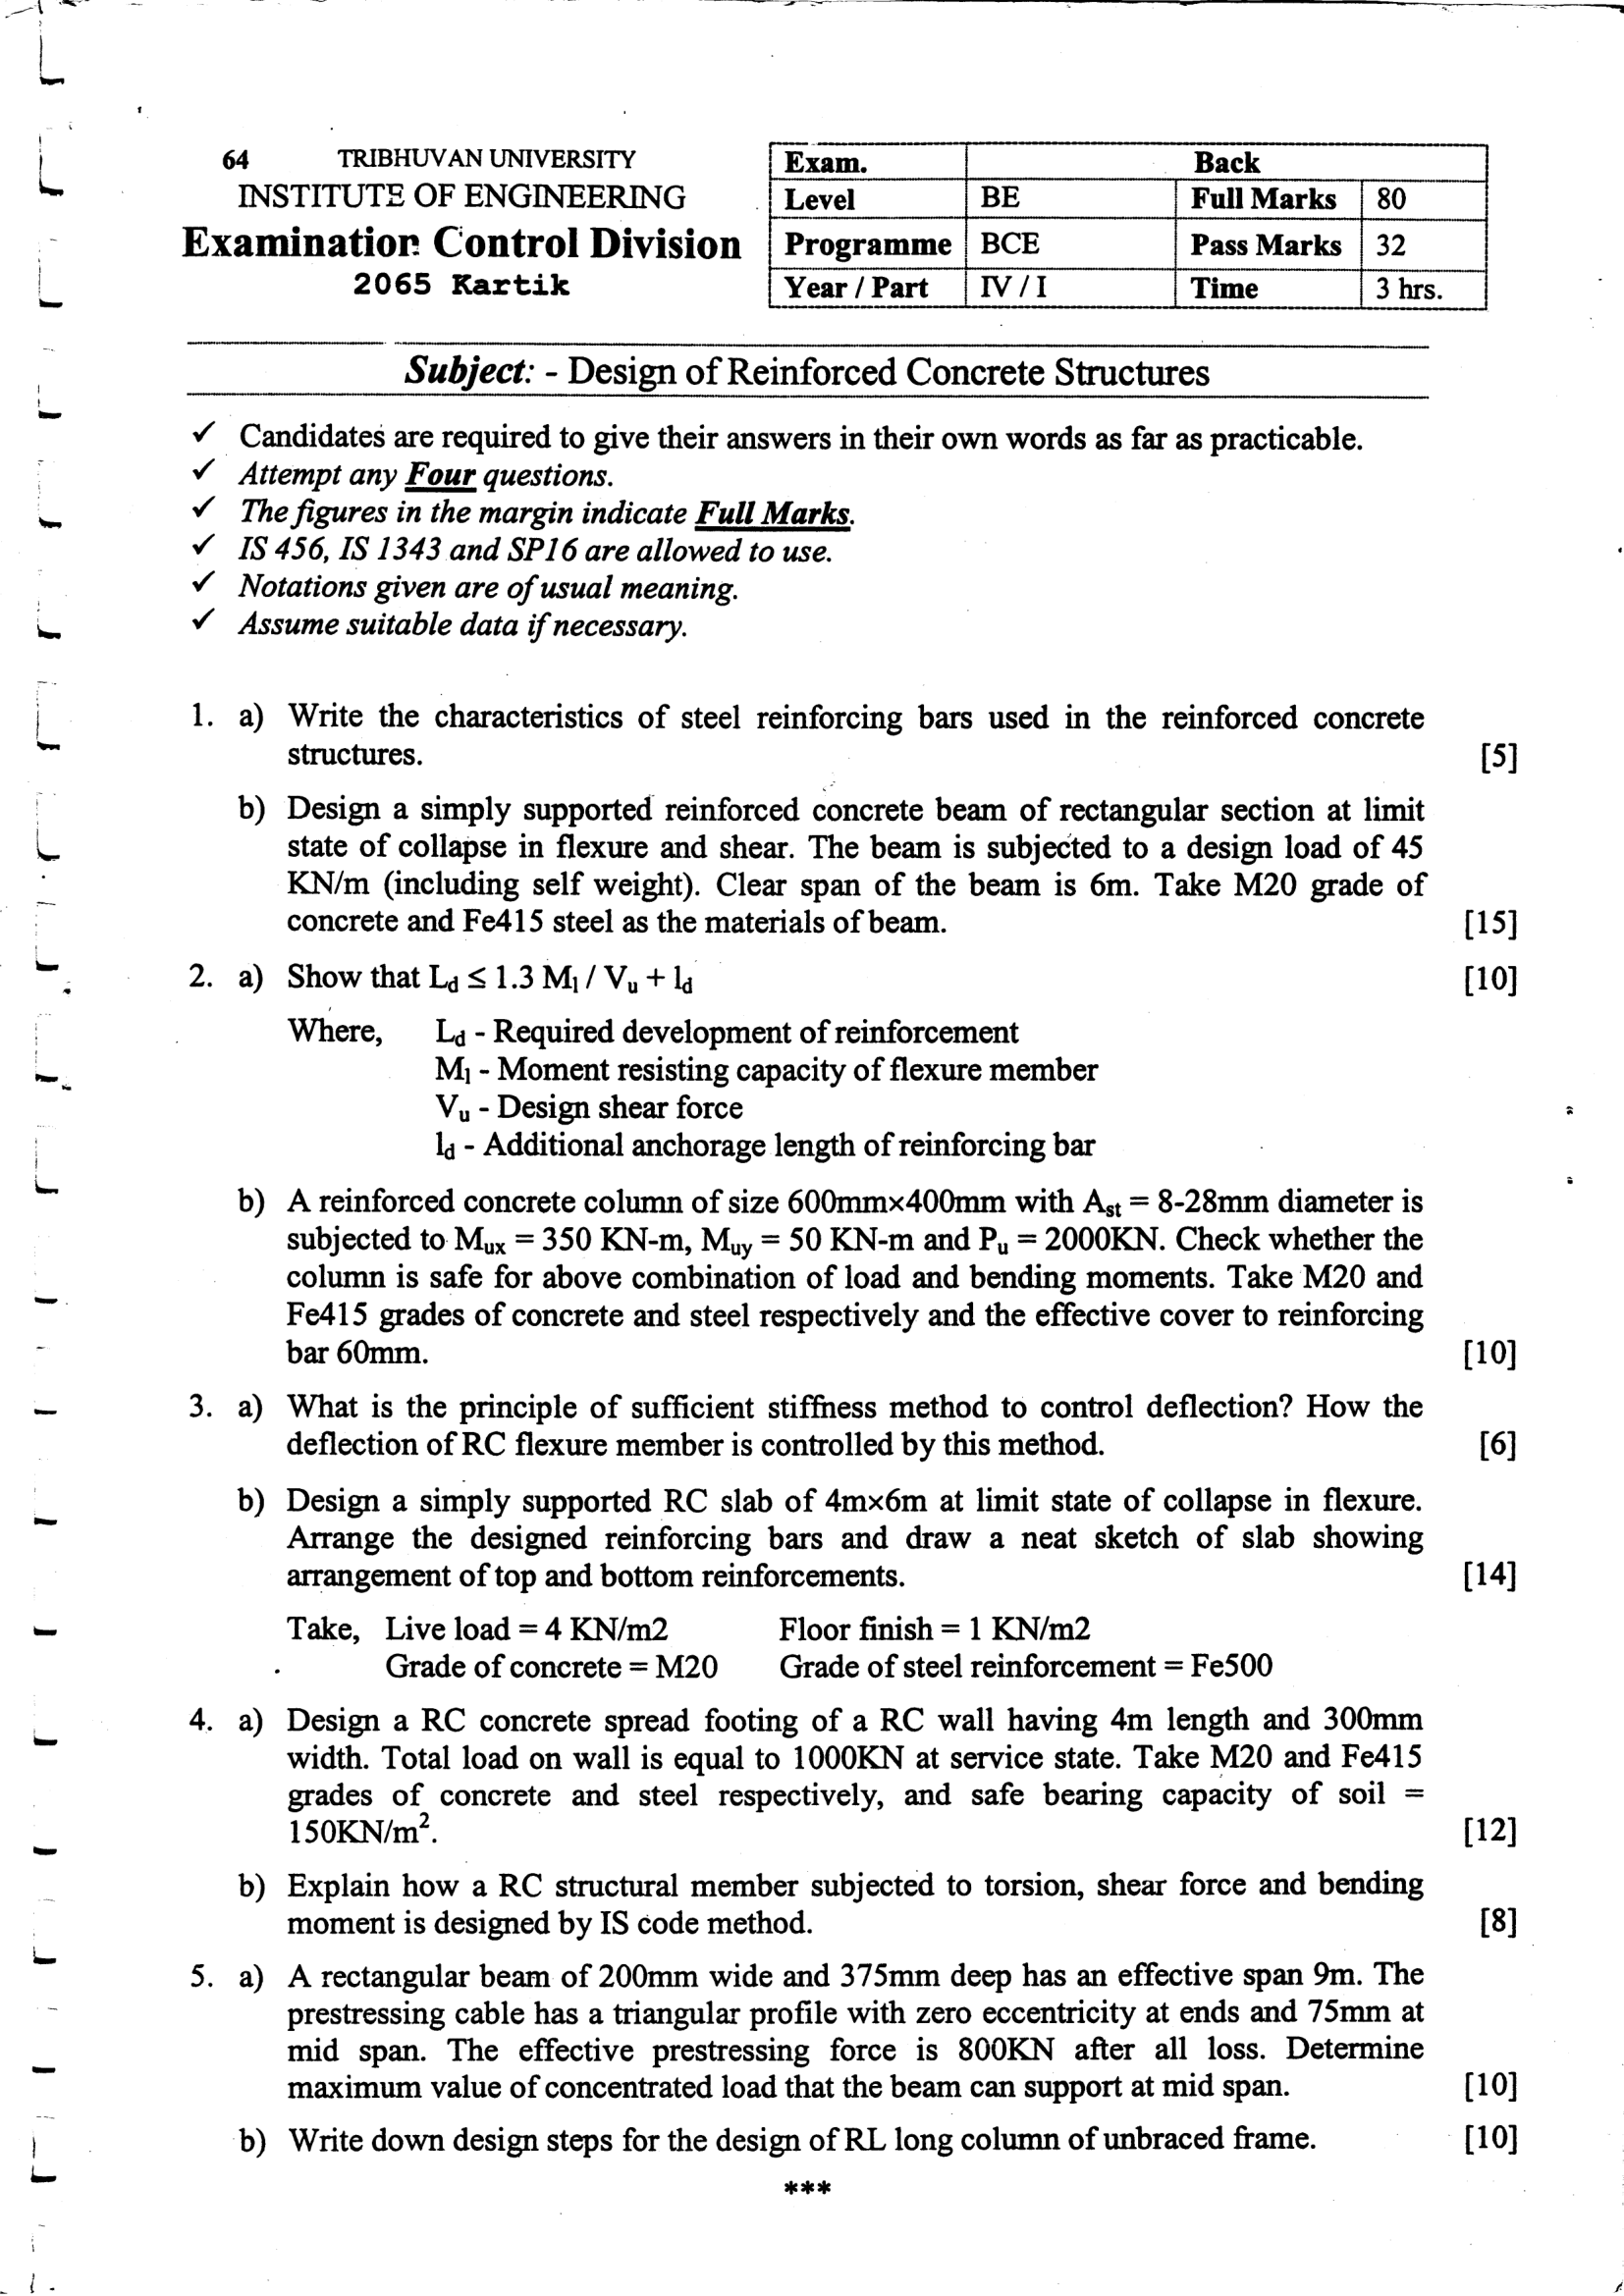 64 TRIBHUVAN UNIVERSITY
INSTITUTE OF ENGINEERING
Examination Control Division
2065 Kartik
Exam. Back
Level BE Full Marks 80
Programme BCE Pass Marks 32
Year / Part IV / I Time 3 hrs.
Subject: - Design of Reinforced Concrete Structures
✓ Candidates are required to give their answers in their own words as far as practicable.
✓ Attempt any Four questions.
✓ The figures in the margin indicate Full Marks.
✓ IS 456, IS 1343 and SP16 are allowed to use.
✓ Notations given are of usual meaning.
✓ Assume suitable data if necessary.
1. a) Write the characteristics of steel reinforcing bars used in the reinforced concrete
structures. [5]
b) Design a simply supported reinforced concrete beam of rectangular section at limit
state of collapse in flexure and shear. The beam is subjected to a design load of 45
KN/m (including self weight). Clear span of the beam is 6m. Take M20 grade of
concrete and Fe415 steel as the materials of beam. [15]
2. a) Show that Ld ≤ 1.3 Ml / Vu + ld [10]
Where, Ld - Required development of reinforcement
Ml - Moment resisting capacity of flexure member
Vu - Design shear force
ld - Additional anchorage length of reinforcing bar
b) A reinforced concrete column of size 600mm×400mm with Ast = 8-28mm diameter is
subjected to Mux = 350 KN-m, Muy = 50 KN-m and Pu = 2000KN. Check whether the
column is safe for above combination of load and bending moments. Take M20 and
Fe415 grades of concrete and steel respectively and the effective cover to reinforcing
bar 60mm. [10]
3. a) What is the principle of sufficient stiffness method to control deflection? How the
deflection of RC flexure member is controlled by this method. [6]
b) Design a simply supported RC slab of 4m×6m at limit state of collapse in flexure.
Arrange the designed reinforcing bars and draw a neat sketch of slab showing
arrangement of top and bottom reinforcements. [14]
Take, Live load = 4 KN/m2 Floor finish = 1 KN/m2
Grade of concrete = M20 Grade of steel reinforcement = Fe500
4. a) Design a RC concrete spread footing of a RC wall having 4m length and 300mm
width. Total load on wall is equal to 1000KN at service state. Take M20 and Fe415
grades of concrete and steel respectively, and safe bearing capacity of soil =
150KN/m². [12]
b) Explain how a RC structural member subjected to torsion, shear force and bending
moment is designed by IS code method. [8]
5. a) A rectangular beam of 200mm wide and 375mm deep has an effective span 9m. The
prestressing cable has a triangular profile with zero eccentricity at ends and 75mm at
mid span. The effective prestressing force is 800KN after all loss. Determine
maximum value of concentrated load that the beam can support at mid span. [10]
b) Write down design steps for the design of RL long column of unbraced frame. [10]
***